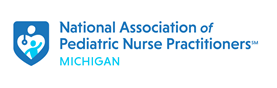 National Association of
Pediatric Nurse Practitioners℠
MICHIGAN